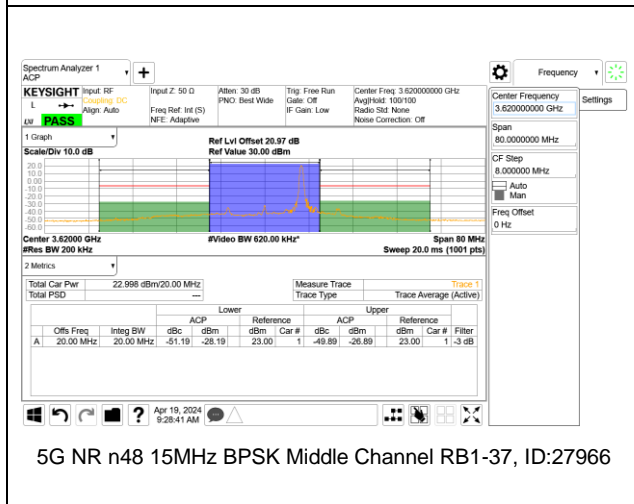 Spectrum Analyzer 1
ACP
Frequency
KEYSIGHT Input: RF Input Z: 50 Ω Atten: 30 dB Trig: Free Run Center Freq: 3.620000000 GHz
L Coupling: DC PNO: Best Wide Gate: Off Avg|Hold: 100/100
Align: Auto Freq Ref: Int (S) IF Gain: Low Radio Std: None
PASS NFE: Adaptive Noise Correction: Off
Center Frequency
3.620000000 GHz
Settings
Span
80.0000000 MHz
CF Step
8.000000 MHz
Auto
Man
Freq Offset
0 Hz
1 Graph
Scale/Div 10.0 dB
Ref Lvl Offset 20.97 dB
Ref Value 30.00 dBm
20.0
10.0
0.00
-10.0
-20.0
-30.0
-40.0
-50.0
-60.0
Center 3.62000 GHz #Video BW 620.00 kHz* Span 80 MHz
#Res BW 200 kHz Sweep 20.0 ms (1001 pts)
2 Metrics
Total Car Pwr 22.998 dBm/20.00 MHz Measure Trace Trace 1
Total PSD --- Trace Type Trace Average (Active)
Lower Upper
ACP Reference ACP Reference
Offs Freq Integ BW dBc dBm dBm Car # dBc dBm dBm Car # Filter
A 20.00 MHz 20.00 MHz -51.19 -28.19 23.00 1 -49.89 -26.89 23.00 1 -3 dB
Apr 19, 2024
9:28:41 AM
5G NR n48 15MHz BPSK Middle Channel RB1-37, ID:27966